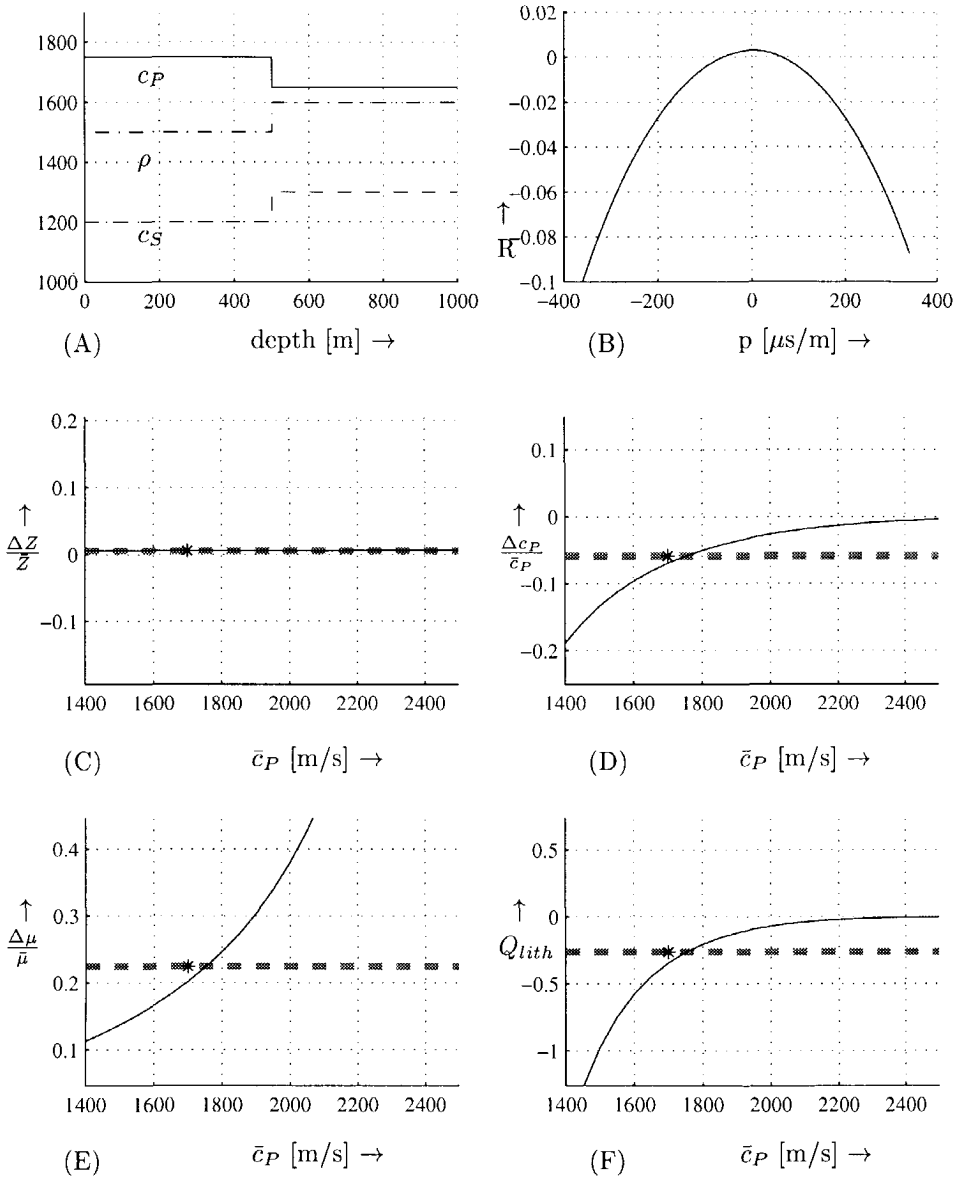 1800
1600
1400
1200
1000
c_P
ρ
c_S
0 200 400 600 800 1000
(A) depth [m] →
0.02
0
−0.02
−0.04
−0.06
−0.08
−0.1
↑
R
−400 −200 0 200 400
(B) p [μs/m] →
0.2
0.1
0
−0.1
↑
ΔZ
Z̄
1400 1600 1800 2000 2200 2400
(C) c̄_P [m/s] →
0.1
0
−0.1
−0.2
↑
Δc_P
c̄_P
1400 1600 1800 2000 2200 2400
(D) c̄_P [m/s] →
0.4
0.3
0.2
0.1
↑
Δμ
μ̄
1400 1600 1800 2000 2200 2400
(E) c̄_P [m/s] →
0.5
0
−0.5
−1
↑
Q_lith
1400 1600 1800 2000 2200 2400
(F) c̄_P [m/s] →